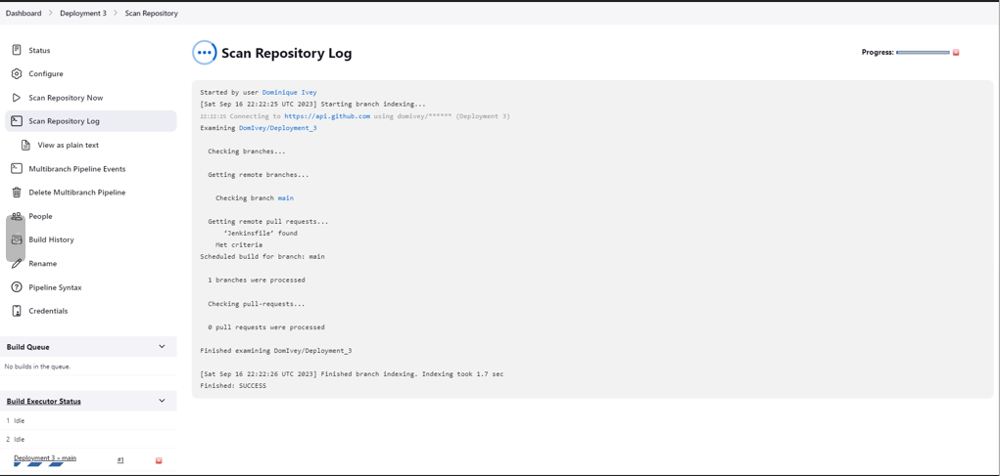 Dashboard > Deployment 3 > Scan Repository
Status
Configure
Scan Repository Now
Scan Repository Log
View as plain text
Multibranch Pipeline Events
Delete Multibranch Pipeline
People
Build History
Rename
Pipeline Syntax
Credentials
Build Queue
No builds in the queue.
Build Executor Status
1 Idle
2 Idle
Deployment 3 » main #1
Scan Repository Log
Progress:
Started by user Dominique Ivey
[Sat Sep 16 22:22:25 UTC 2023] Starting branch indexing...
22:22:25 Connecting to https://api.github.com using domivey/****** (Deployment 3)
Examining DomIvey/Deployment_3
Checking branches...
Getting remote branches...
Checking branch main
Getting remote pull requests...
'Jenkinsfile' found
Met criteria
Scheduled build for branch: main
1 branches were processed
Checking pull-requests...
0 pull requests were processed
Finished examining DomIvey/Deployment_3
[Sat Sep 16 22:22:26 UTC 2023] Finished branch indexing. Indexing took 1.7 sec
Finished: SUCCESS